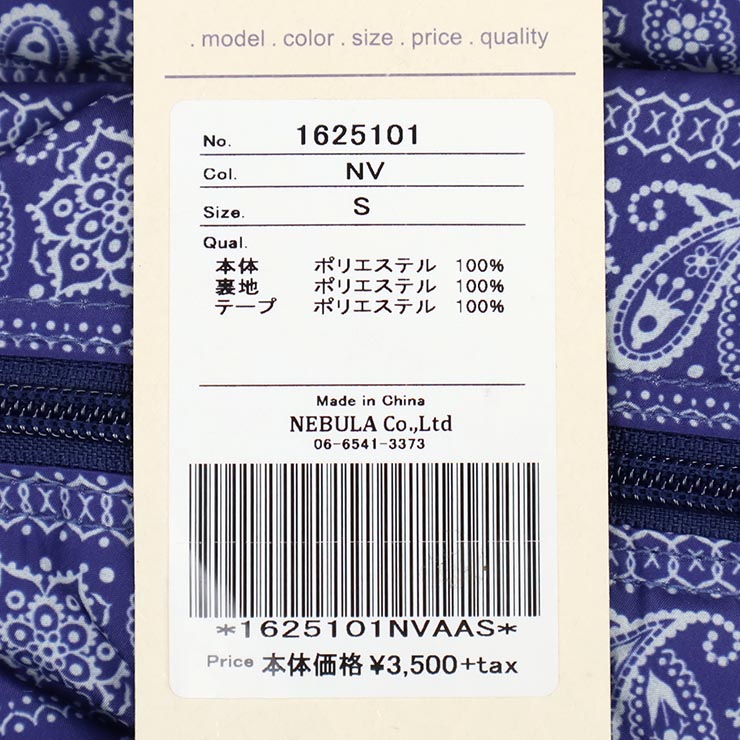 . model . color . size . price . quality
No. 1625101
Col. NV
Size. S
Qual.
本体 ポリエステル 100%
裏地 ポリエステル 100%
テープ ポリエステル 100%
Made in China
NEBULA Co.,Ltd
06-6541-3373
*1625101NVAAS*
Price 本体価格 ¥3,500+tax